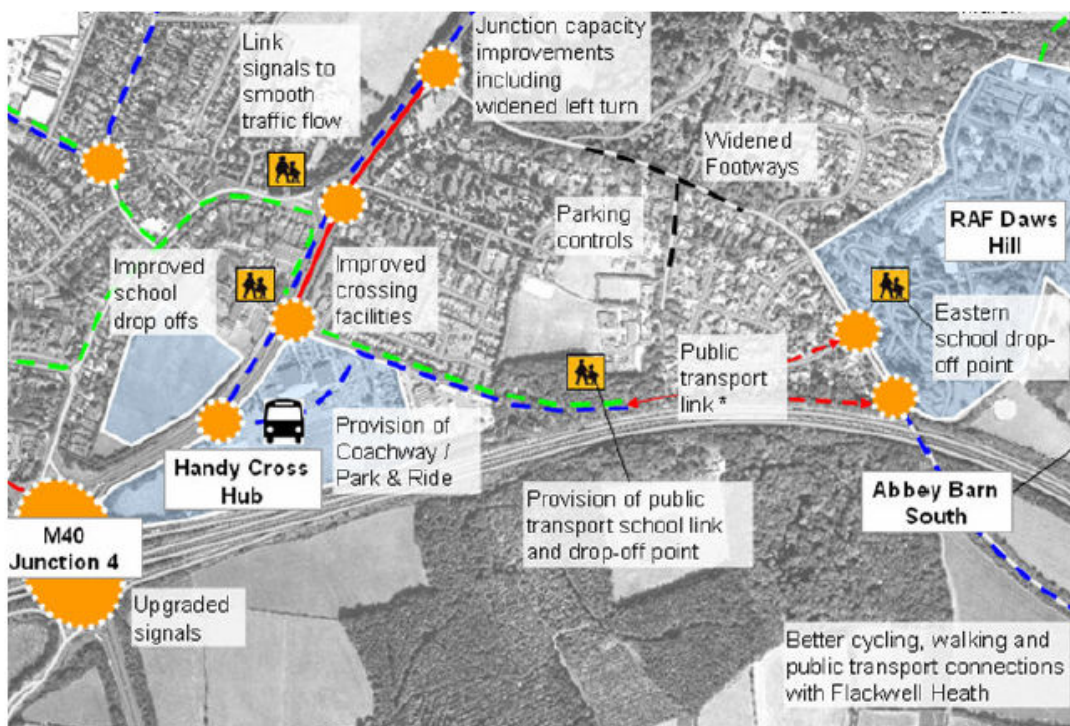 Link
signals to
smooth
traffic flow
Junction capacity
improvements
including
widened left turn
Widened
Footways
Parking
controls
RAF Daws
Hill
Improved
school
drop offs
Improved
crossing
facilities
Eastern
school drop-
off point
Public
transport
link *
Provision of
Coachway /
Park & Ride
Handy Cross
Hub
Abbey Barn
South
Provision of public
transport school link
and drop-off point
M40
Junction 4
Upgraded
signals
Better cycling, walking and
public transport connections
with Flackwell Heath